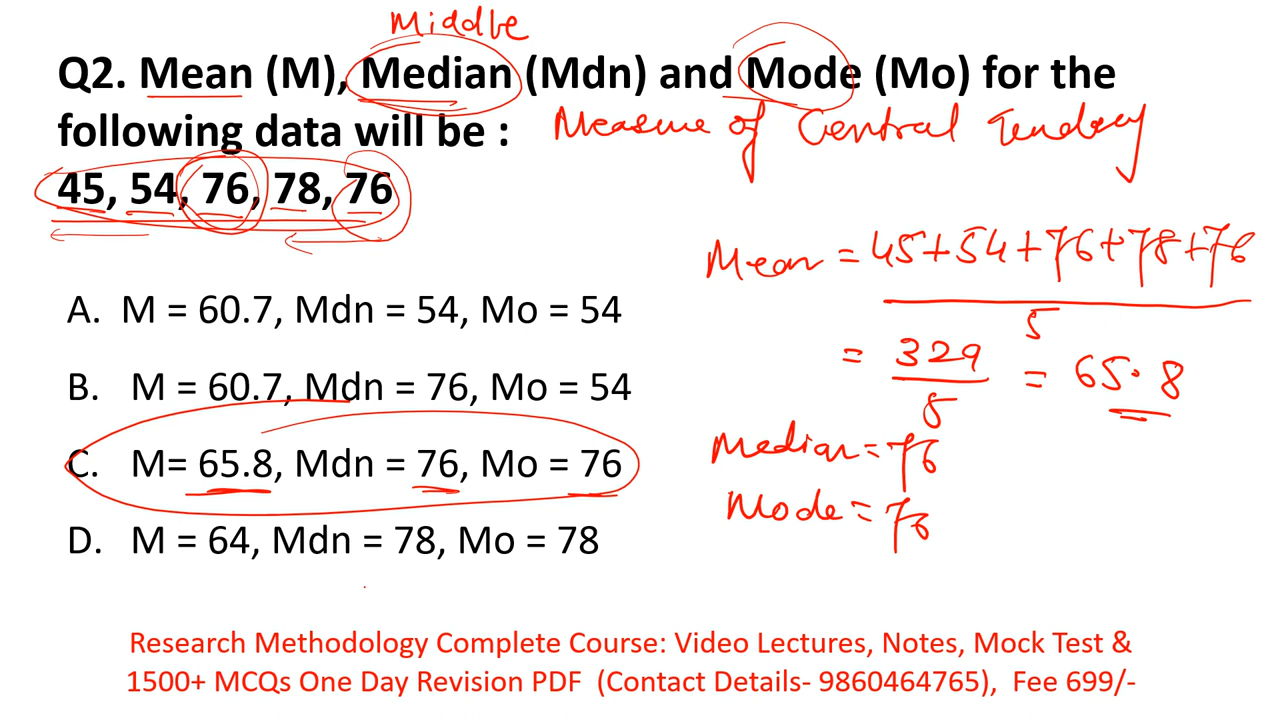 Middle
Q2. Mean (M), Median (Mdn) and Mode (Mo) for the
following data will be :
Measure of Central Tendency
45, 54, 76, 78, 76
Mean = 45+54+76+78+76
5
= 329
5
= 65.8
A. M = 60.7, Mdn = 54, Mo = 54
B. M = 60.7, Mdn = 76, Mo = 54
C. M= 65.8, Mdn = 76, Mo = 76
D. M = 64, Mdn = 78, Mo = 78
Median = 76
Mode = 76
Research Methodology Complete Course: Video Lectures, Notes, Mock Test &
1500+ MCQs One Day Revision PDF (Contact Details- 9860464765), Fee 699/-